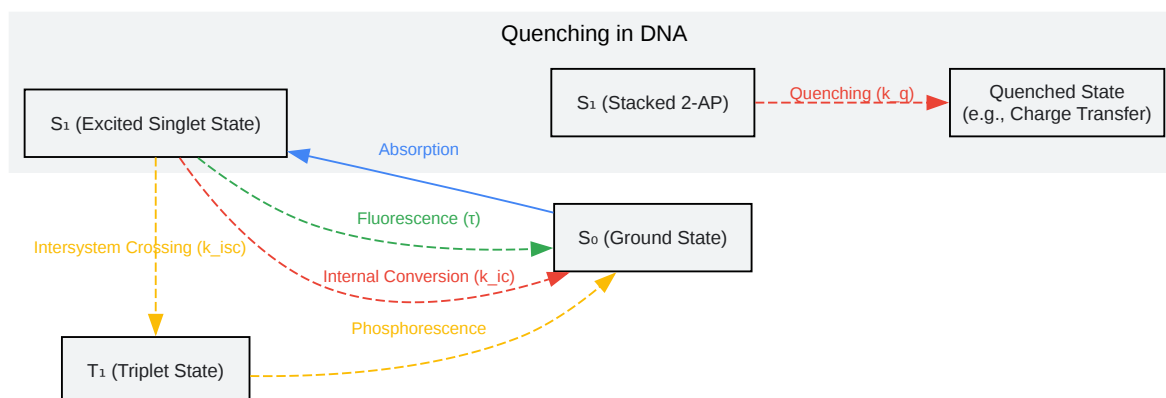 Quenching in DNA
S₁ (Stacked 2-AP)
Quenching (k_q)
Quenched State
(e.g., Charge Transfer)
S₁ (Excited Singlet State)
Absorption
Fluorescence (τ)
S₀ (Ground State)
Intersystem Crossing (k_isc)
Internal Conversion (k_ic)
Phosphorescence
T₁ (Triplet State)